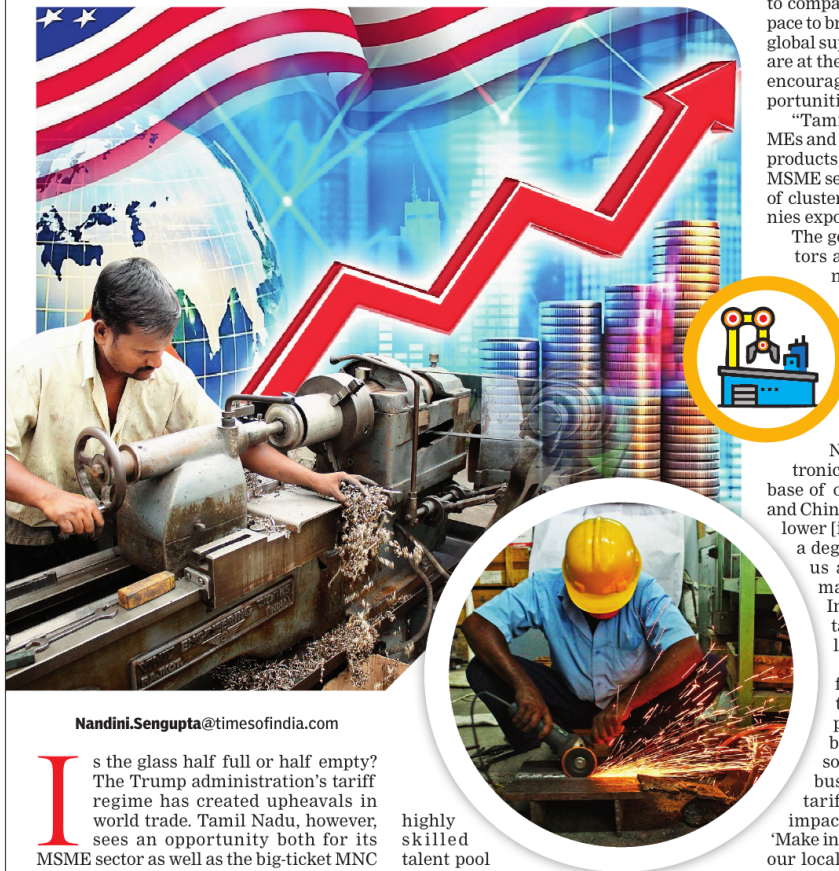 Nandini.Sengupta@timesofindia.com
Is the glass half full or half empty?
The Trump administration's tariff
regime has created upheavals in
world trade. Tamil Nadu, however,
sees an opportunity both for its
MSME sector as well as the big-ticket MNC
highly
skilled
talent pool
to compa
pace to b
global su
are at the
encourag
portuniti
"Tami
MEs and
products
MSME se
of cluster
nies expo
The go
tors a
n
N
tronic
base of c
and Chin
lower [i
a deg
us a
ma
In
ta
l
f
t
p
b
so
bus
tarif
impac
'Make in
our local